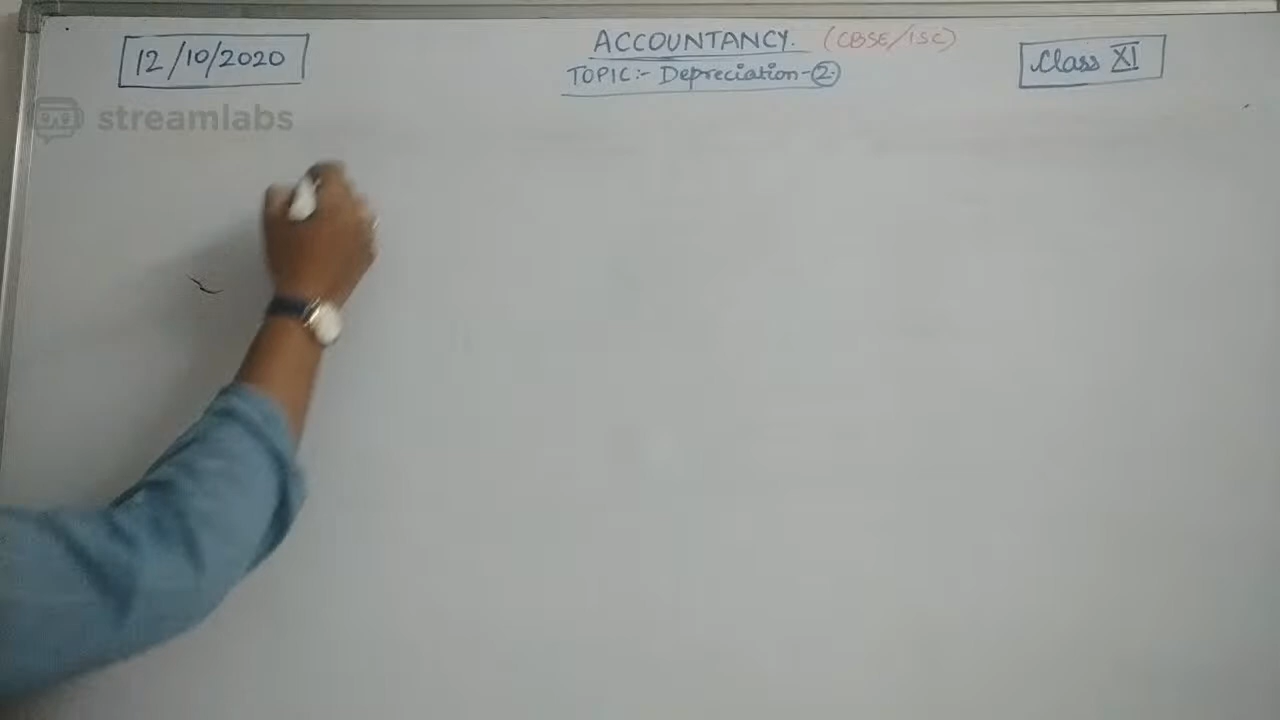 12/10/2020
ACCOUNTANCY. (CBSE/ISC)
TOPIC:- Depreciation-②
Class XI
streamlabs